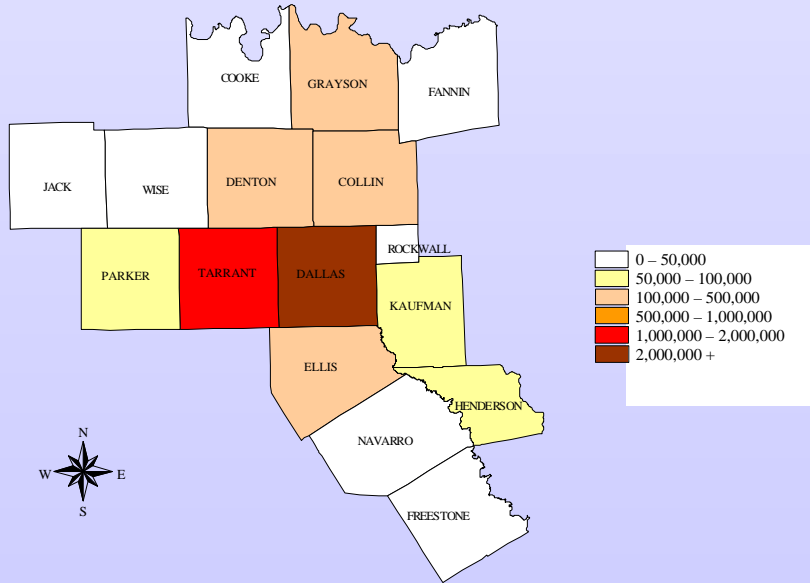 COOKE
GRAYSON
FANNIN
JACK
WISE
DENTON
COLLIN
ROCKWALL
PARKER
TARRANT
DALLAS
KAUFMAN
ELLIS
HENDERSON
NAVARRO
FREESTONE
0 – 50,000
50,000 – 100,000
100,000 – 500,000
500,000 – 1,000,000
1,000,000 – 2,000,000
2,000,000 +
N
W E
S